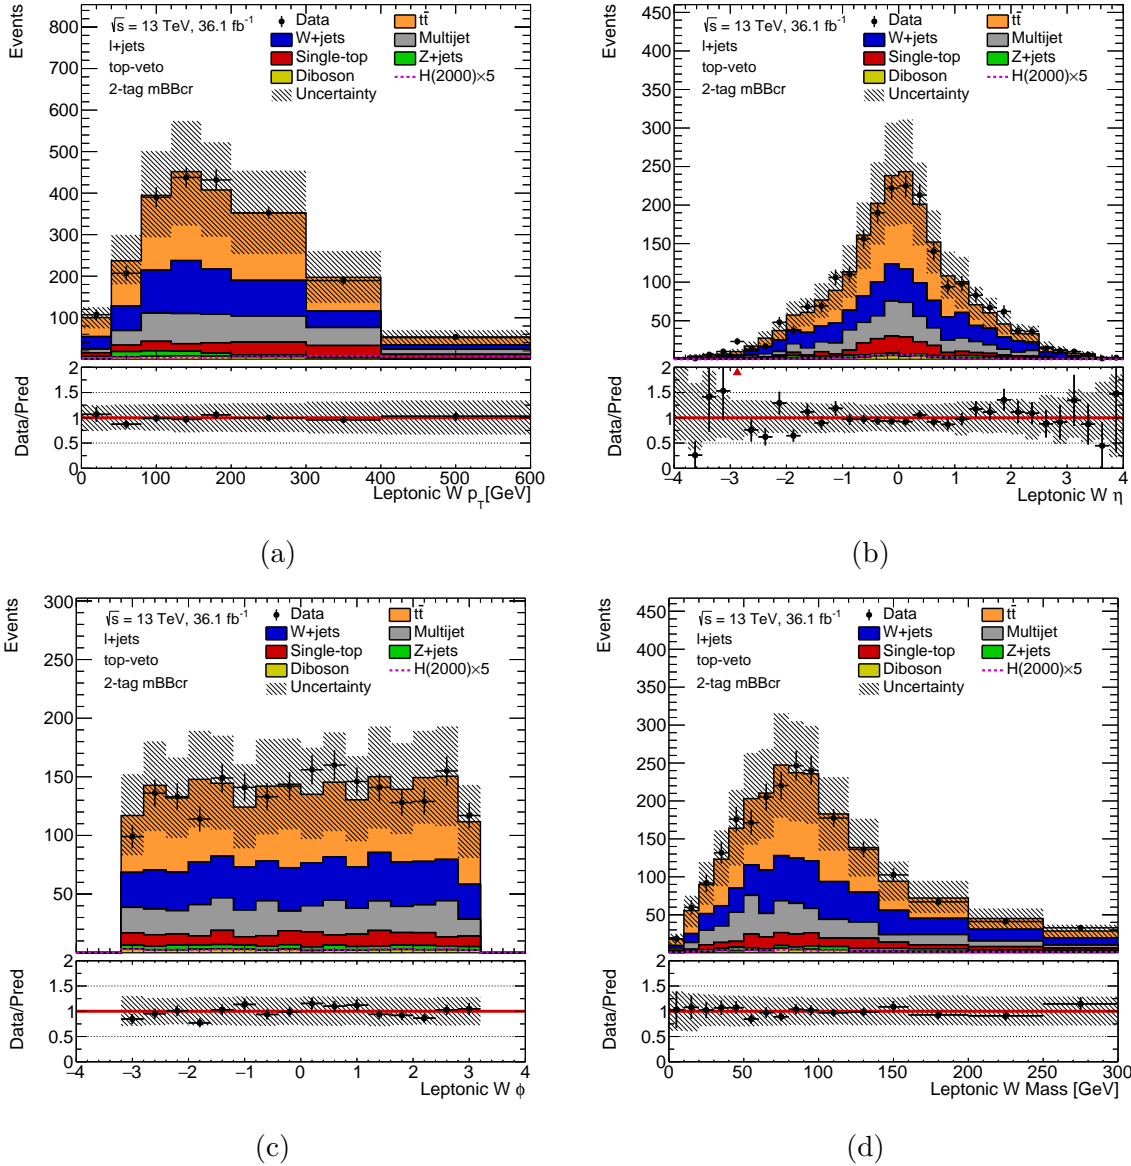 Events
800
700
600
500
400
300
200
100
√s = 13 TeV, 36.1 fb⁻¹
l+jets
top-veto
2-tag mBBcr
Data
tt̄
W+jets
Multijet
Single-top
Z+jets
Diboson
H(2000)×5
Uncertainty
Data/Pred
2
1.5
1
0.5
0
0 100 200 300 400 500 600
Leptonic W p_T[GeV]
(a)
Events
450
400
350
300
250
200
150
100
50
√s = 13 TeV, 36.1 fb⁻¹
l+jets
top-veto
2-tag mBBcr
Data
tt̄
W+jets
Multijet
Single-top
Z+jets
Diboson
H(2000)×5
Uncertainty
Data/Pred
2
1.5
1
0.5
0
−4 −3 −2 −1 0 1 2 3 4
Leptonic W η
(b)
Events
300
250
200
150
100
50
√s = 13 TeV, 36.1 fb⁻¹
l+jets
top-veto
2-tag mBBcr
Data
tt̄
W+jets
Multijet
Single-top
Z+jets
Diboson
H(2000)×5
Uncertainty
Data/Pred
2
1.5
1
0.5
0
−4 −3 −2 −1 0 1 2 3 4
Leptonic W ϕ
(c)
Events
450
400
350
300
250
200
150
100
50
√s = 13 TeV, 36.1 fb⁻¹
l+jets
top-veto
2-tag mBBcr
Data
tt̄
W+jets
Multijet
Single-top
Z+jets
Diboson
H(2000)×5
Uncertainty
Data/Pred
2
1.5
1
0.5
0
0 50 100 150 200 250 300
Leptonic W Mass [GeV]
(d)